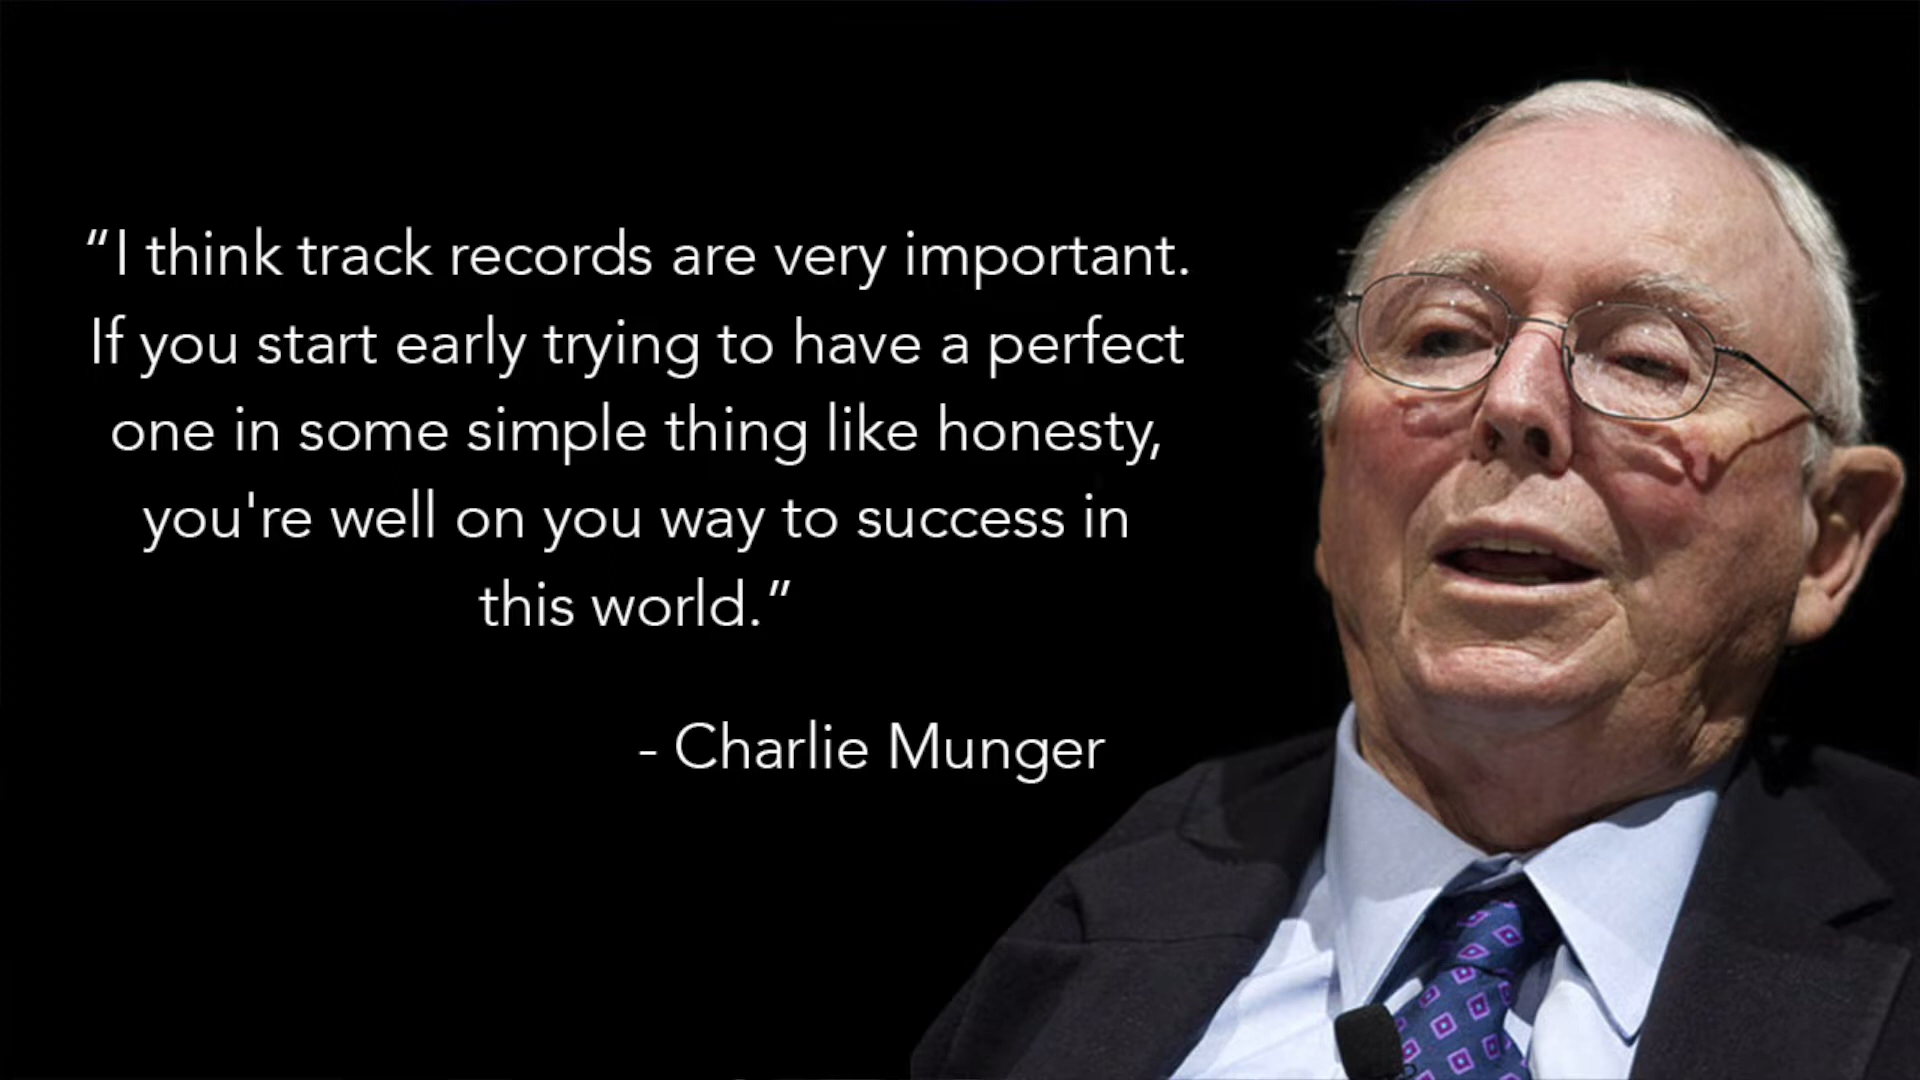 “I think track records are very important.
If you start early trying to have a perfect
one in some simple thing like honesty,
you're well on you way to success in
this world.”
- Charlie Munger